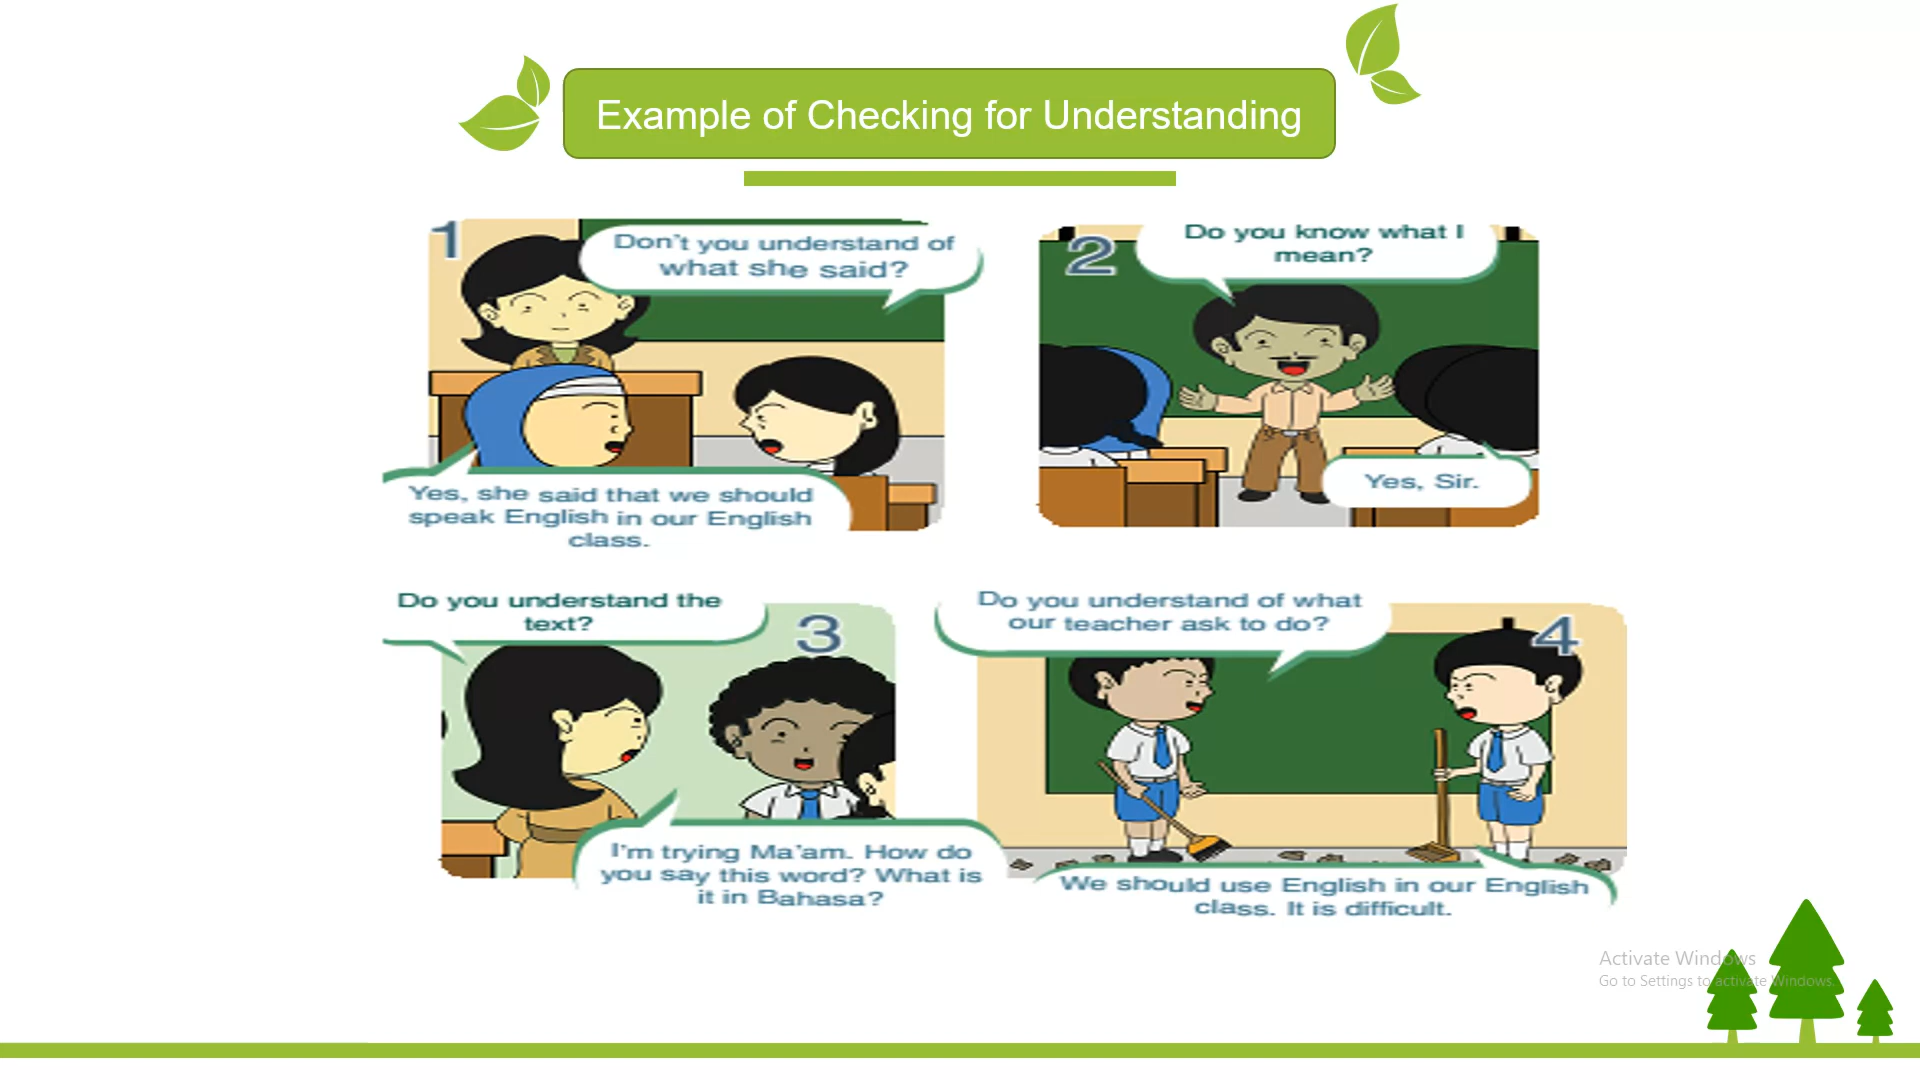 Example of Checking for Understanding
1
Don't you understand of
what she said?
Yes, she said that we should
speak English in our English
class.
2
Do you know what I
mean?
Yes, Sir.
Do you understand the
text?
3
I'm trying Ma'am. How do
you say this word? What is
it in Bahasa?
Do you understand of what
our teacher ask to do?
4
We should use English in our English
class. It is difficult.
Activate Windows
Go to Settings to activate Windows.